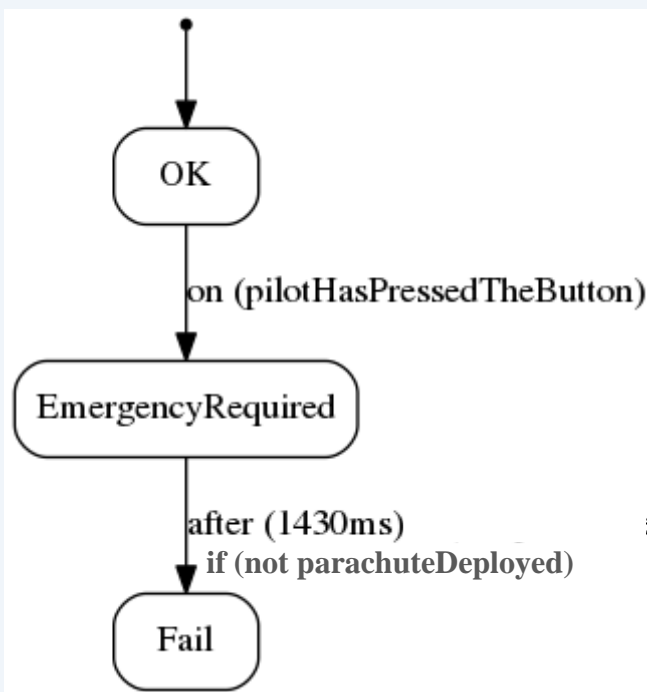 OK
on (pilotHasPressedTheButton)
EmergencyRequired
after (1430ms)
if (not parachuteDeployed)
Fail